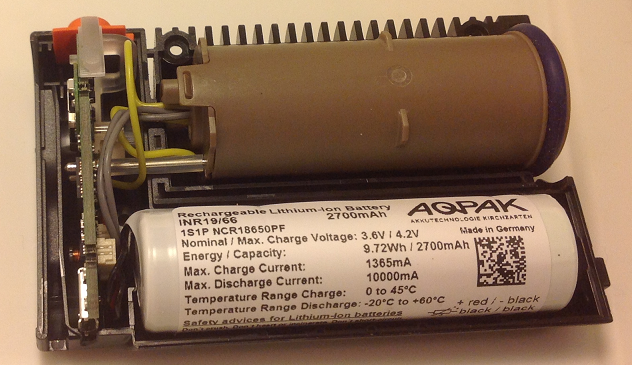 Rechargeable Lithium-Ion Battery
INR19/66 2700mAh
1S1P NCR18650PF
AQPAK
AKKUTECHNOLOGIE KIRCHZARTEN
Made in Germany
Nominal / Max. Charge Voltage: 3.6V / 4.2V
Energy / Capacity: 9.72Wh / 2700mAh
Max. Charge Current: 1365mA
Max. Discharge Current: 10000mA
Temperature Range Charge: 0 to 45°C
Temperature Range Discharge: -20°C to +60°C
+ red / - black
black / black
Safety advices for Lithium-Ion batteries